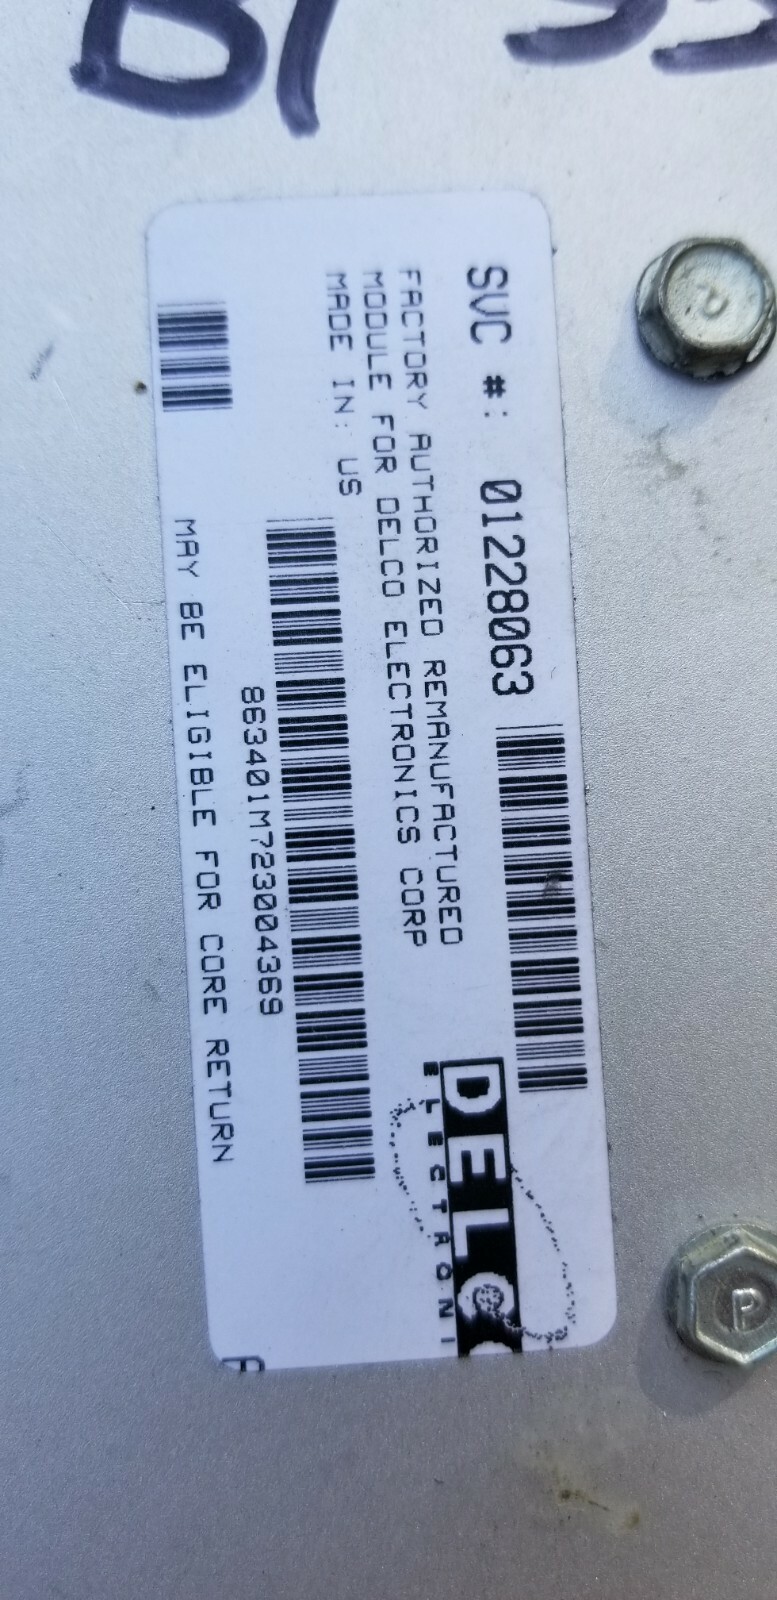 SVC #: 01228063
FACTORY AUTHORIZED REMANUFACTURED
MODULE FOR DELCO ELECTRONICS CORP
MADE IN: US
863401M723004369
MAY BE ELIGIBLE FOR CORE RETURN
DELCO
ELECTRONI
P